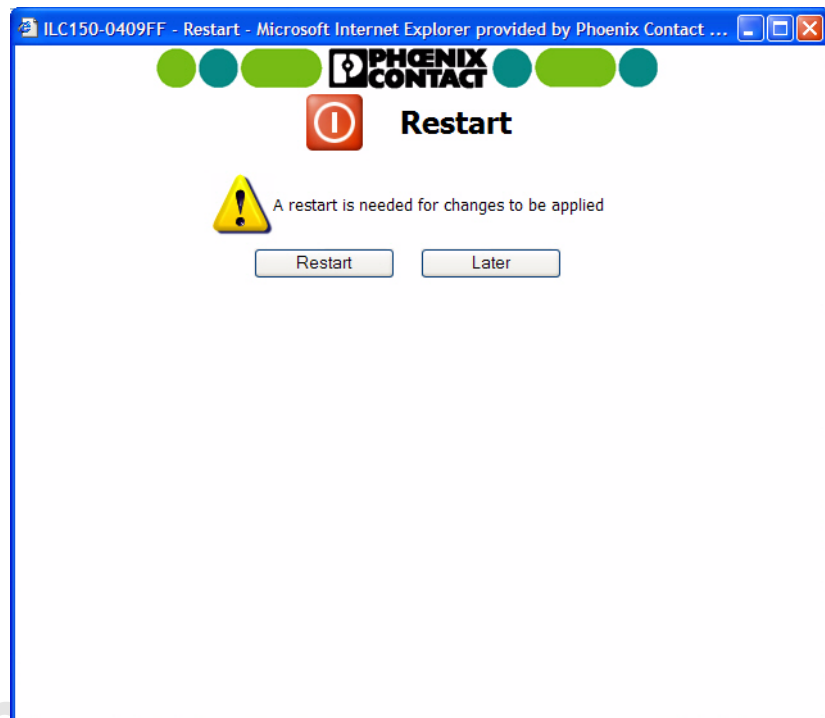 ILC150-0409FF - Restart - Microsoft Internet Explorer provided by Phoenix Contact ...
PHŒNIX
CONTACT
Restart
A restart is needed for changes to be applied
Restart Later